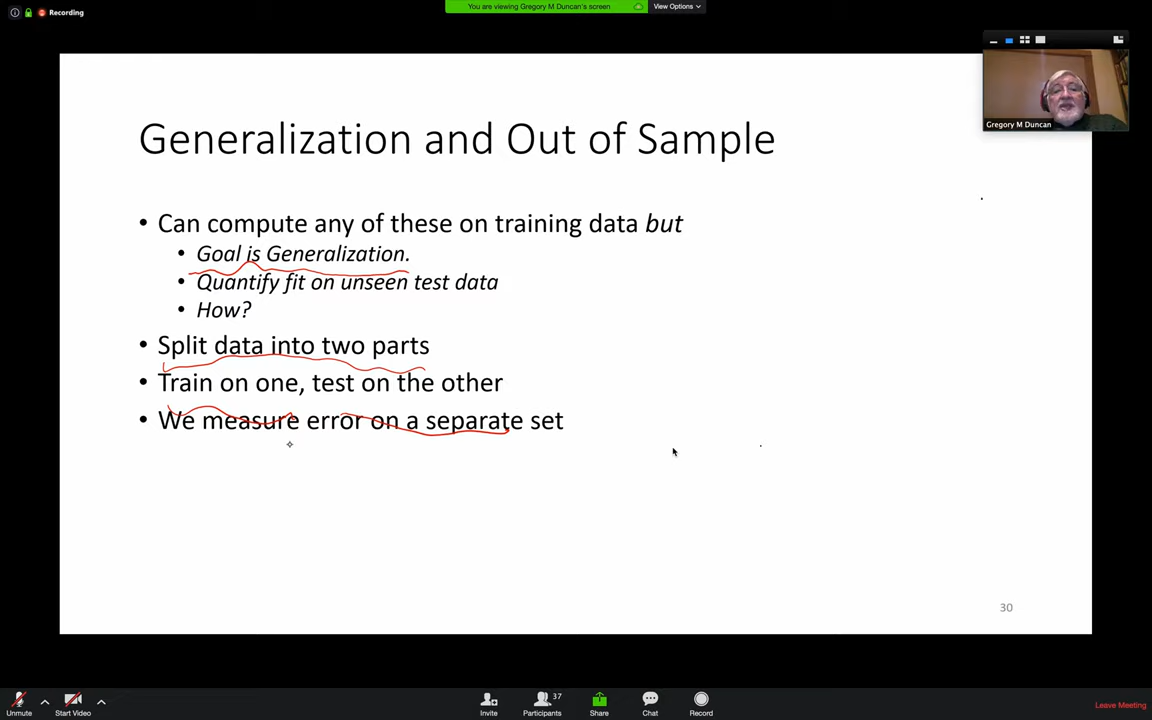 Recording
You are viewing Gregory M Duncan's screen
View Options
Gregory M Duncan
Generalization and Out of Sample
• Can compute any of these on training data but
• Goal is Generalization.
• Quantify fit on unseen test data
• How?
• Split data into two parts
• Train on one, test on the other
• We measure error on a separate set
30
Unmute
Start Video
Invite
Participants
37
Share
Chat
Record
Leave Meeting